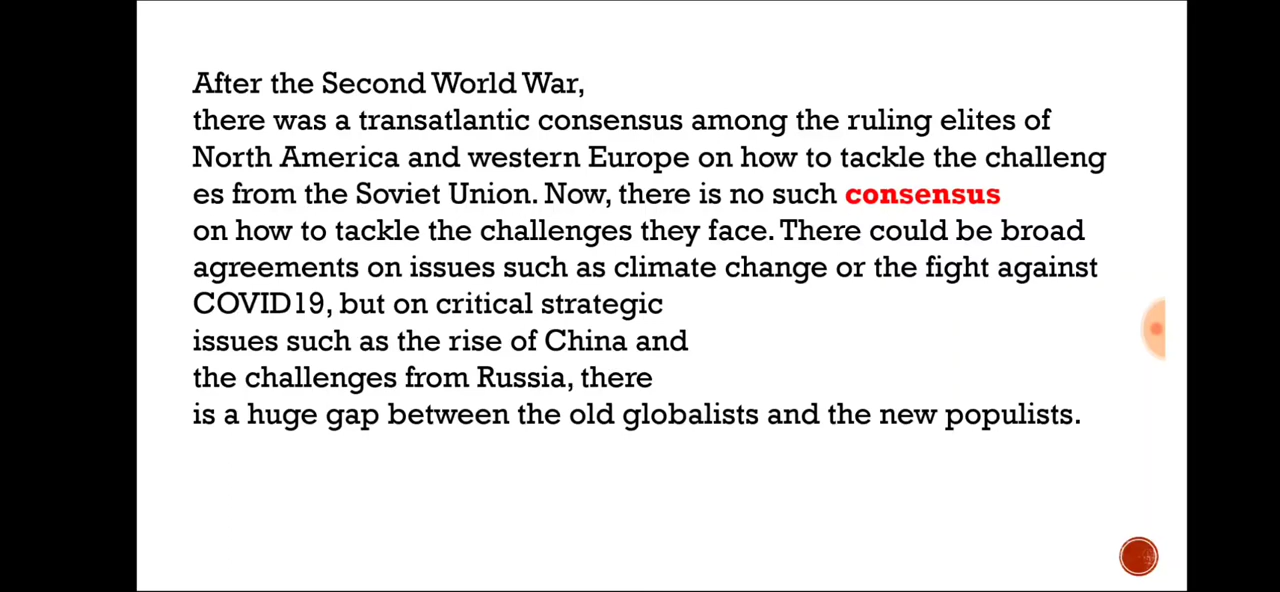 After the Second World War,
there was a transatlantic consensus among the ruling elites of
North America and western Europe on how to tackle the challeng
es from the Soviet Union. Now, there is no such consensus
on how to tackle the challenges they face. There could be broad
agreements on issues such as climate change or the fight against
COVID19, but on critical strategic
issues such as the rise of China and
the challenges from Russia, there
is a huge gap between the old globalists and the new populists.